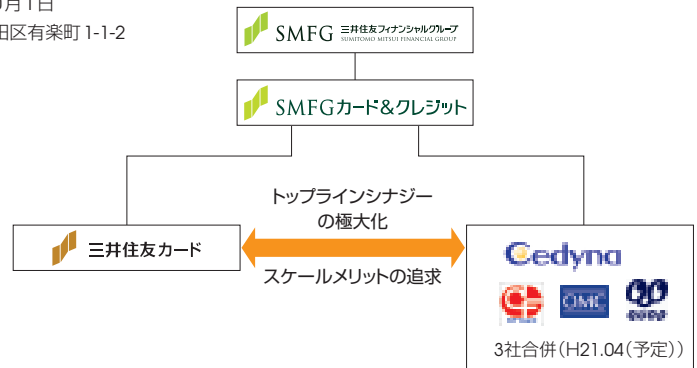 月1日
田区有楽町1-1-2
SMFG 三井住友フィナンシャルグループ
SUMITOMO MITSUI FINANCIAL GROUP
SMFGカード&クレジット
トップラインシナジー
の極大化
三井住友カード
スケールメリットの追求
Cedyna
OMC
3社合併(H21.04(予定))